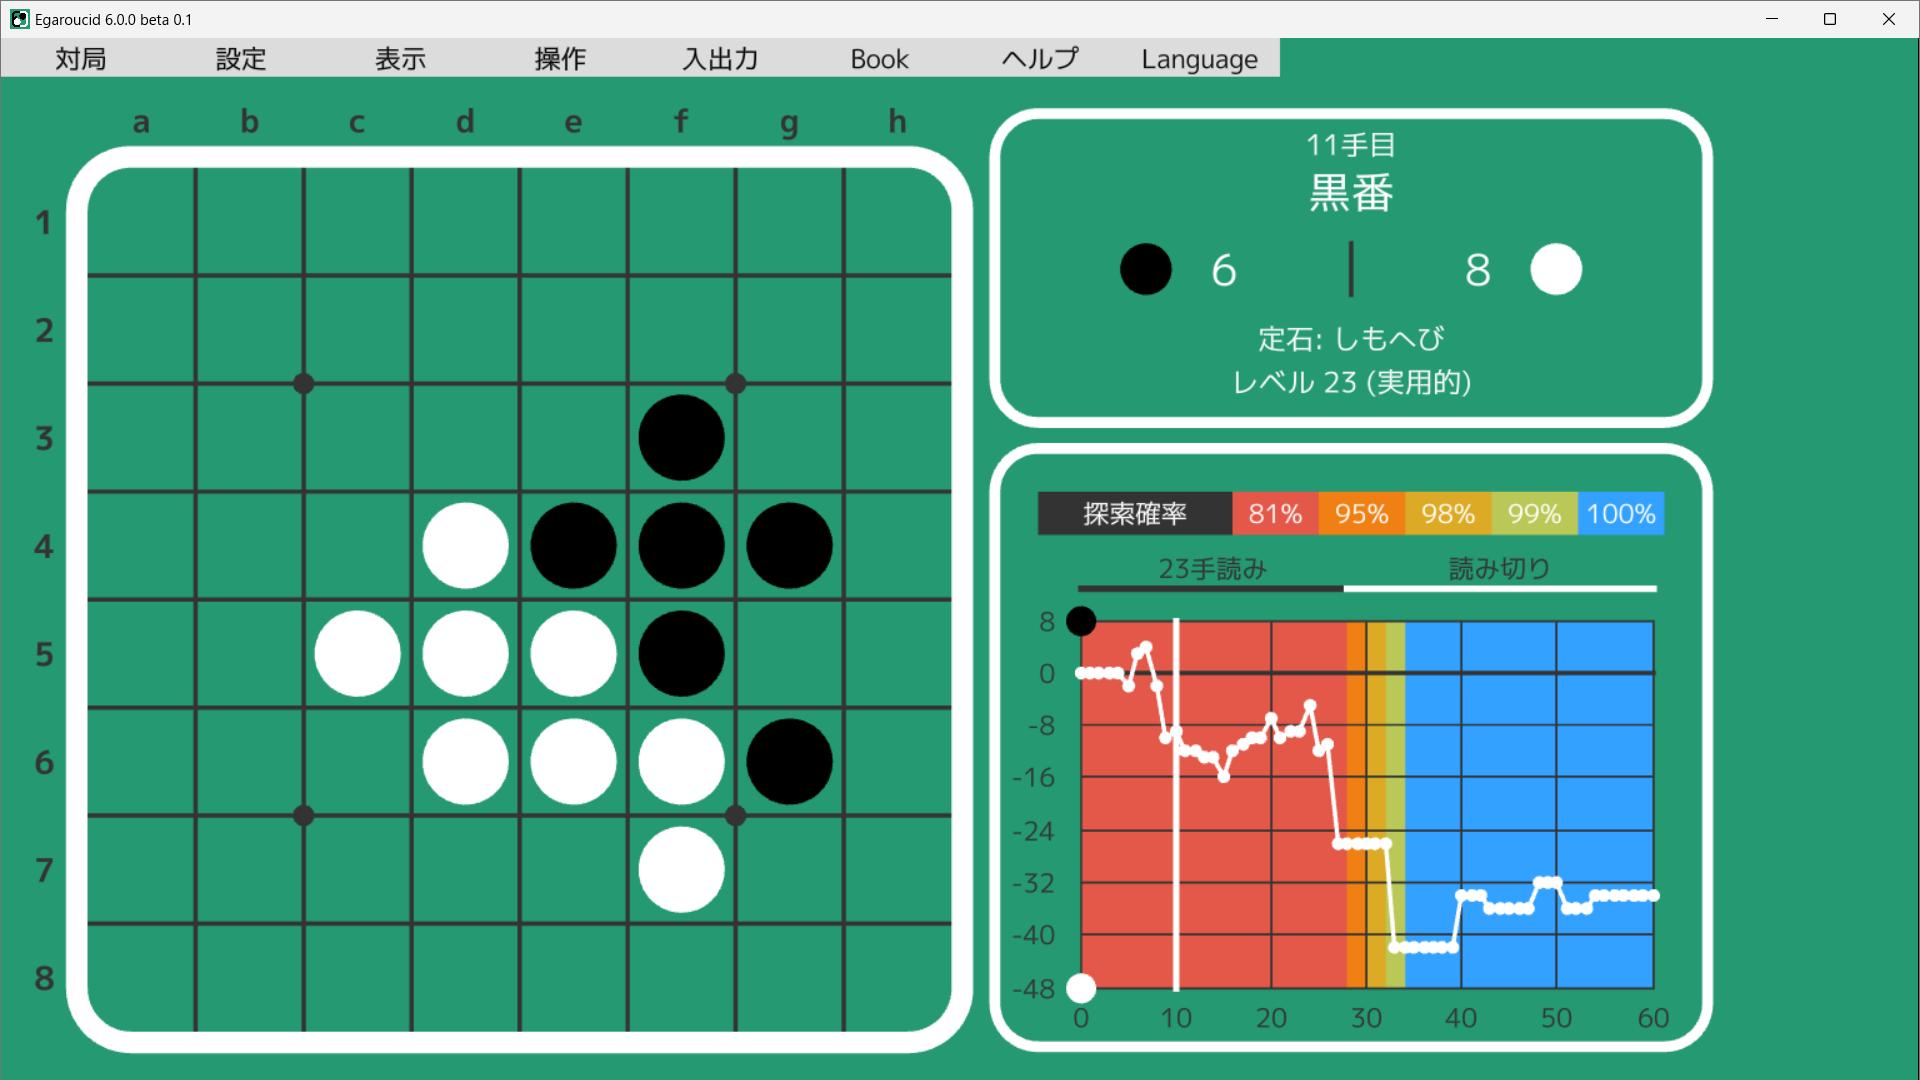 Egaroucid 6.0.0 beta 0.1
対局 設定 表示 操作 入出力 Book ヘルプ Language
a b c d e f g h
1
2
3
4
5
6
7
8
11手目
黒番
6 8
定石: しもへび
レベル 23 (実用的)
探索確率 81% 95% 98% 99% 100%
23手読み 読み切り
8
0
-8
-16
-24
-32
-40
-48
0 10 20 30 40 50 60